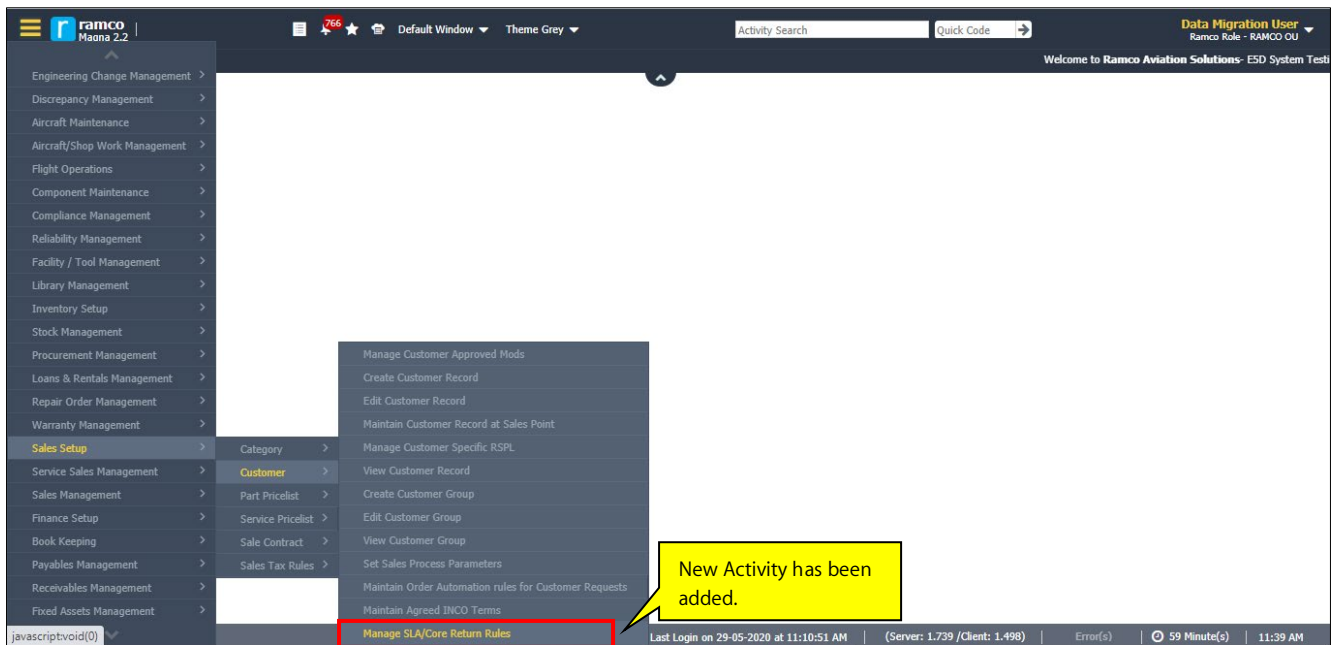 ramco
Magna 2.2
766
Default Window
Theme Grey
Activity Search
Quick Code
Data Migration User
Ramco Role - RAMCO OU
Welcome to Ramco Aviation Solutions- ESD System Testi
Engineering Change Management
Discrepancy Management
Aircraft Maintenance
Aircraft/Shop Work Management
Flight Operations
Component Maintenance
Compliance Management
Reliability Management
Facility / Tool Management
Library Management
Inventory Setup
Stock Management
Procurement Management
Loans & Rentals Management
Repair Order Management
Warranty Management
Sales Setup
Service Sales Management
Sales Management
Finance Setup
Book Keeping
Payables Management
Receivables Management
Fixed Assets Management
Category
Customer
Part Pricelist
Service Pricelist
Sale Contract
Sales Tax Rules
Manage Customer Approved Mods
Create Customer Record
Edit Customer Record
Maintain Customer Record at Sales Point
Manage Customer Specific RSPL
View Customer Record
Create Customer Group
Edit Customer Group
View Customer Group
Set Sales Process Parameters
Maintain Order Automation rules for Customer Requests
Maintain Agreed INCO Terms
Manage SLA/Core Return Rules
New Activity has been
added.
javascript:void(0)
Last Login on 29-05-2020 at 11:10:51 AM
(Server: 1.739 /Client: 1.498)
Error(s)
59 Minute(s)
11:39 AM